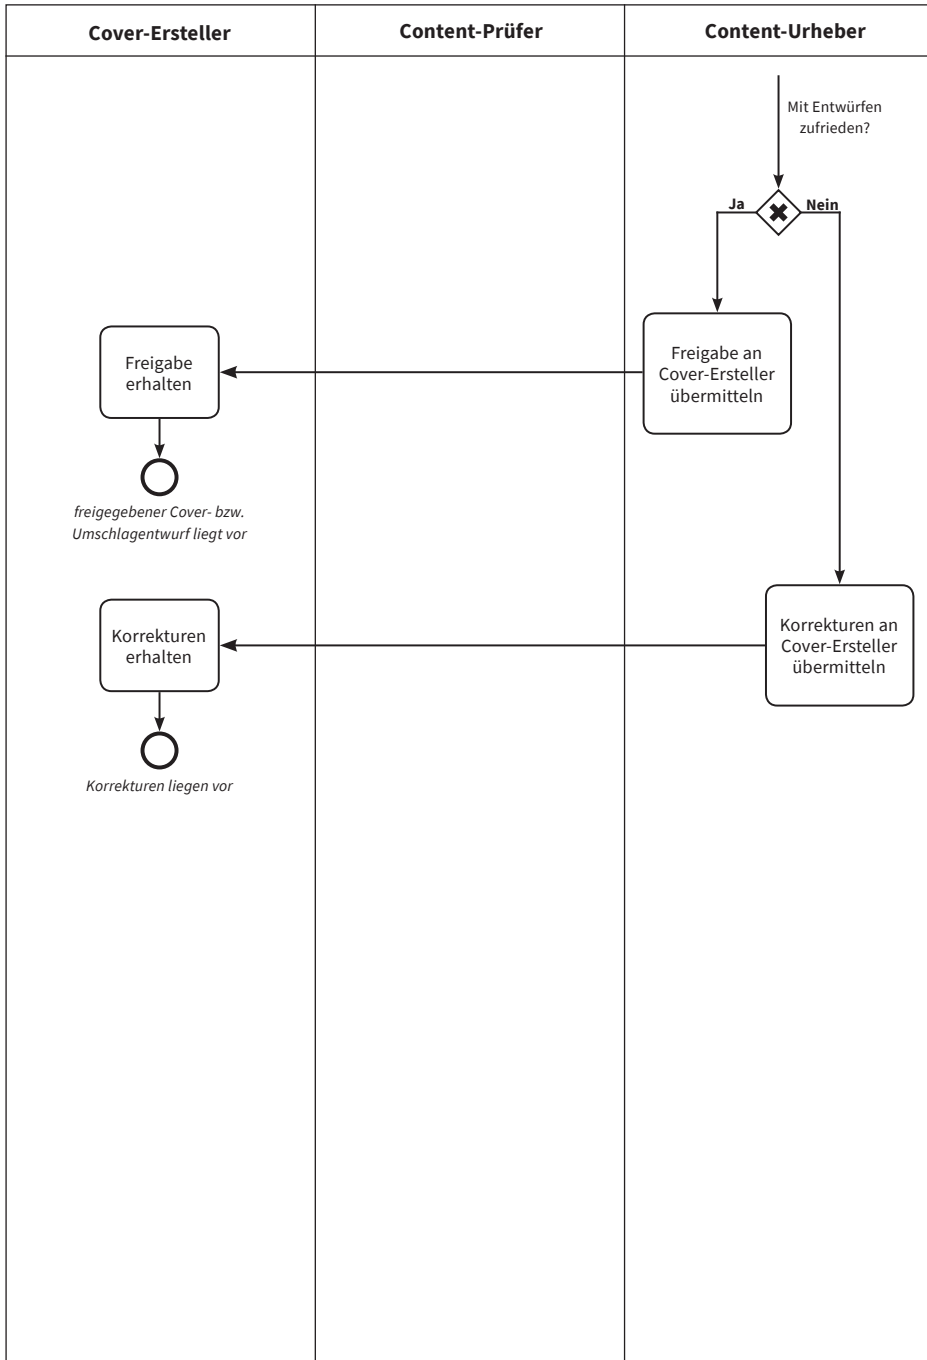 Cover-Ersteller
Content-Prüfer
Content-Urheber
Mit Entwürfen
zufrieden?
Ja
Nein
Freigabe
erhalten
Freigabe an
Cover-Ersteller
übermitteln
freigegebener Cover- bzw.
Umschlagentwurf liegt vor
Korrekturen
erhalten
Korrekturen an
Cover-Ersteller
übermitteln
Korrekturen liegen vor